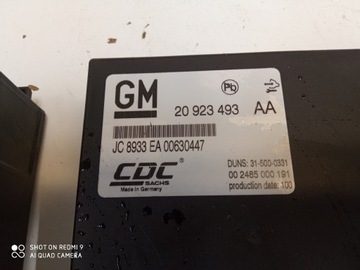 GM
Pb
20 923 493 AA
JC 8933 EA 00630447
CDC
SACHS
Made in Germany
DUNS: 31-500-0331
00 2485 000 191
production date: 100
SHOT ON REDMI 9
AI QUAD CAMERA